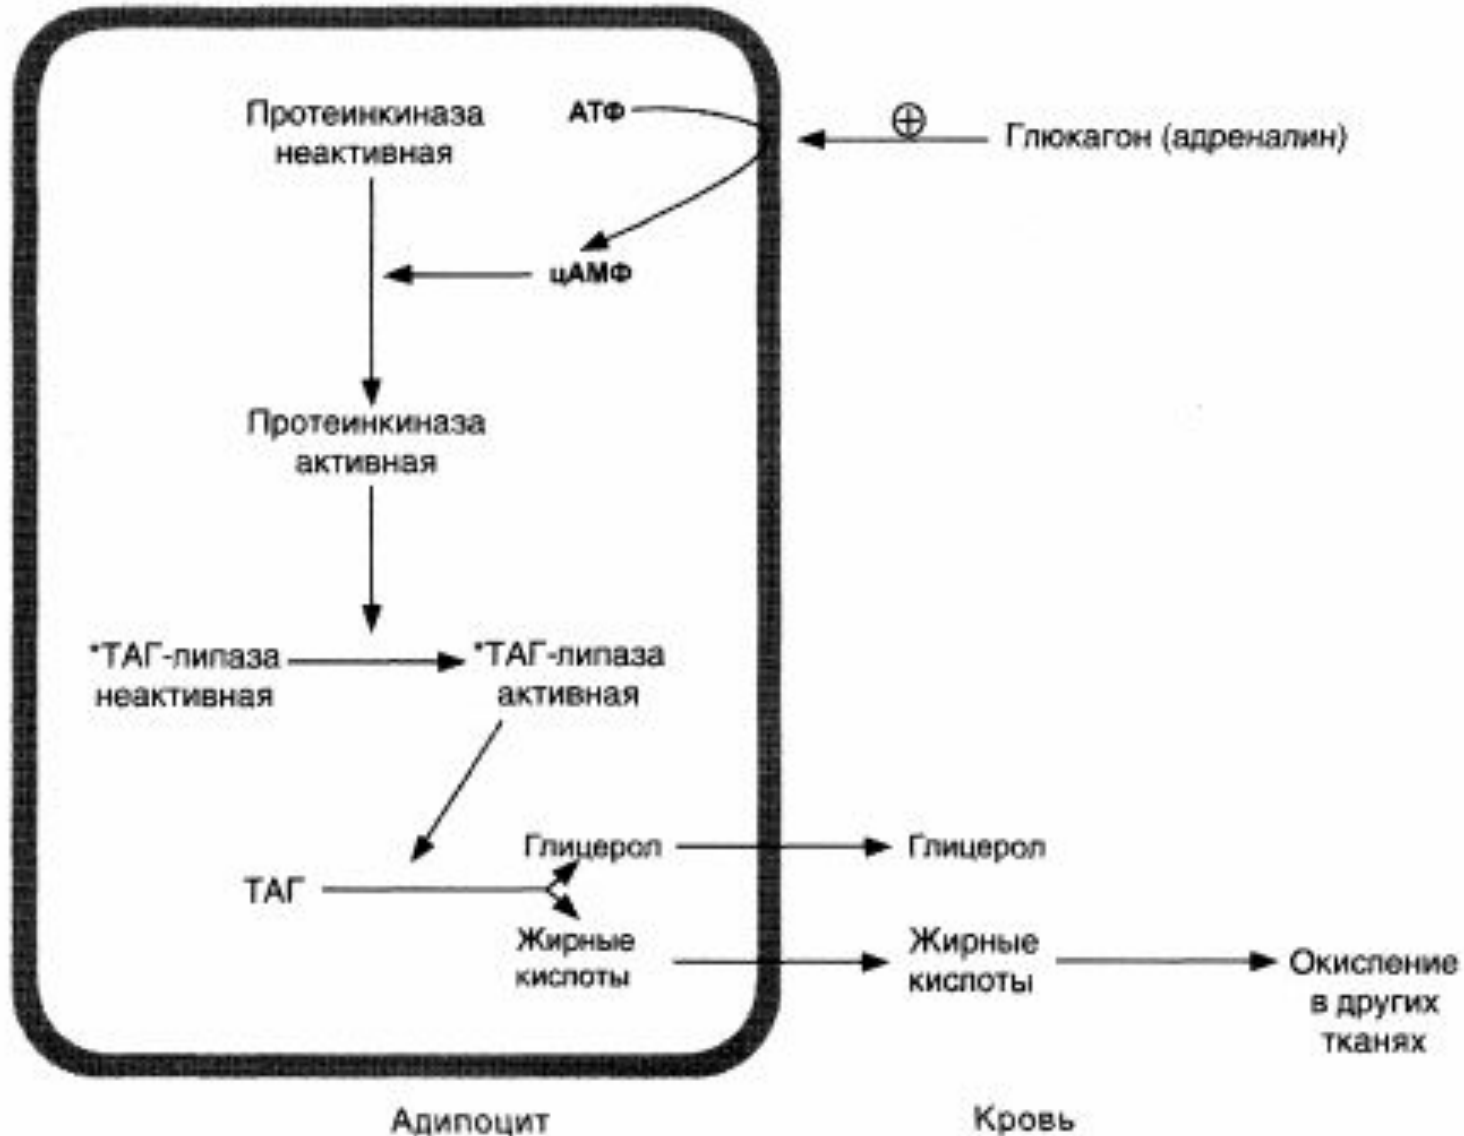 Протеинкиназа
неактивная
АТФ
Глюкагон (адреналин)
цАМФ
Протеинкиназа
активная
*ТАГ-липаза
неактивная
*ТАГ-липаза
активная
Глицерол
Глицерол
ТАГ
Жирные
кислоты
Жирные
кислоты
Окисление
в других
тканях
Адипоцит
Кровь